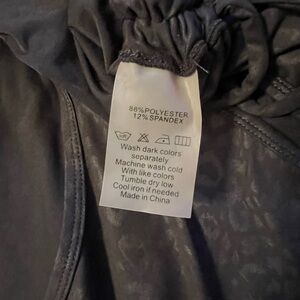 86%POLYESTER
12%SPANDEX
Wash dark colors
separately
Machine wash cold
With like colors
Tumble dry low
Cool iron if needed
Made in China